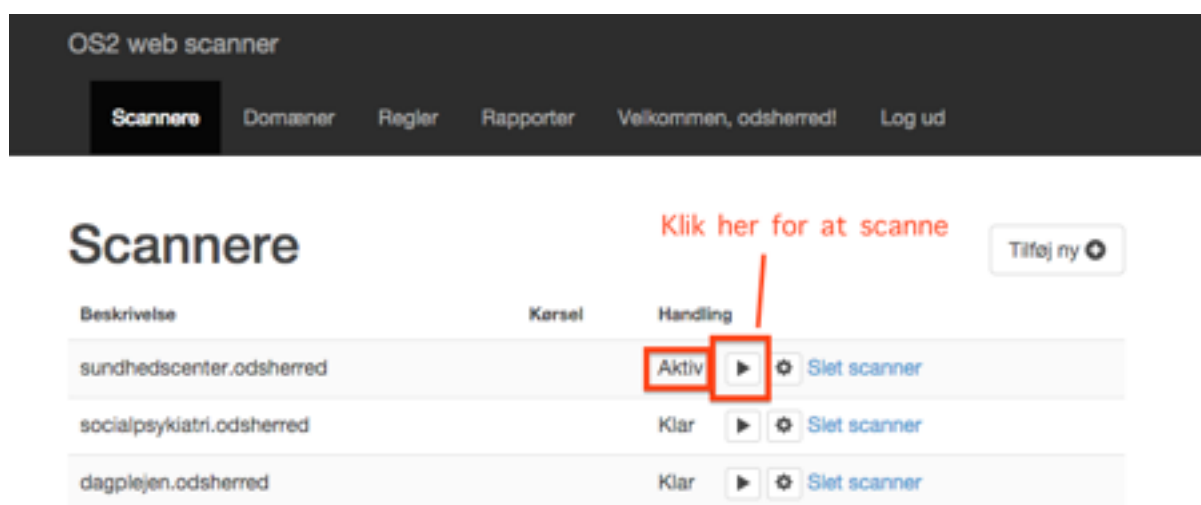 OS2 web scanner
Scannere Domæner Regler Rapporter Velkommen, odsherred! Log ud
Klik her for at scanne
Scannere
Tilføj ny
Beskrivelse Kørsel Handling
sundhedscenter.odsherred Aktiv Slet scanner
socialpsykiatri.odsherred Klar Slet scanner
dagplejen.odsherred Klar Slet scanner